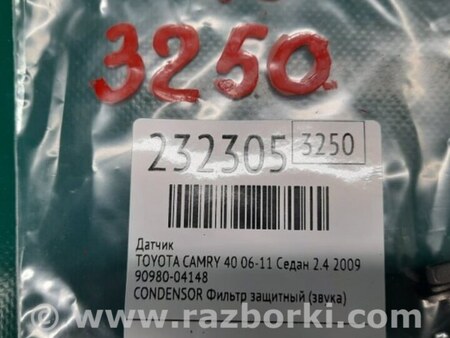 3250
232305
3250
Датчик
TOYOTA CAMRY 40 06-11 Седан 2.4 2009
90980-04148
CONDENSOR Фильтр защитный (звука)
www.razborki.com